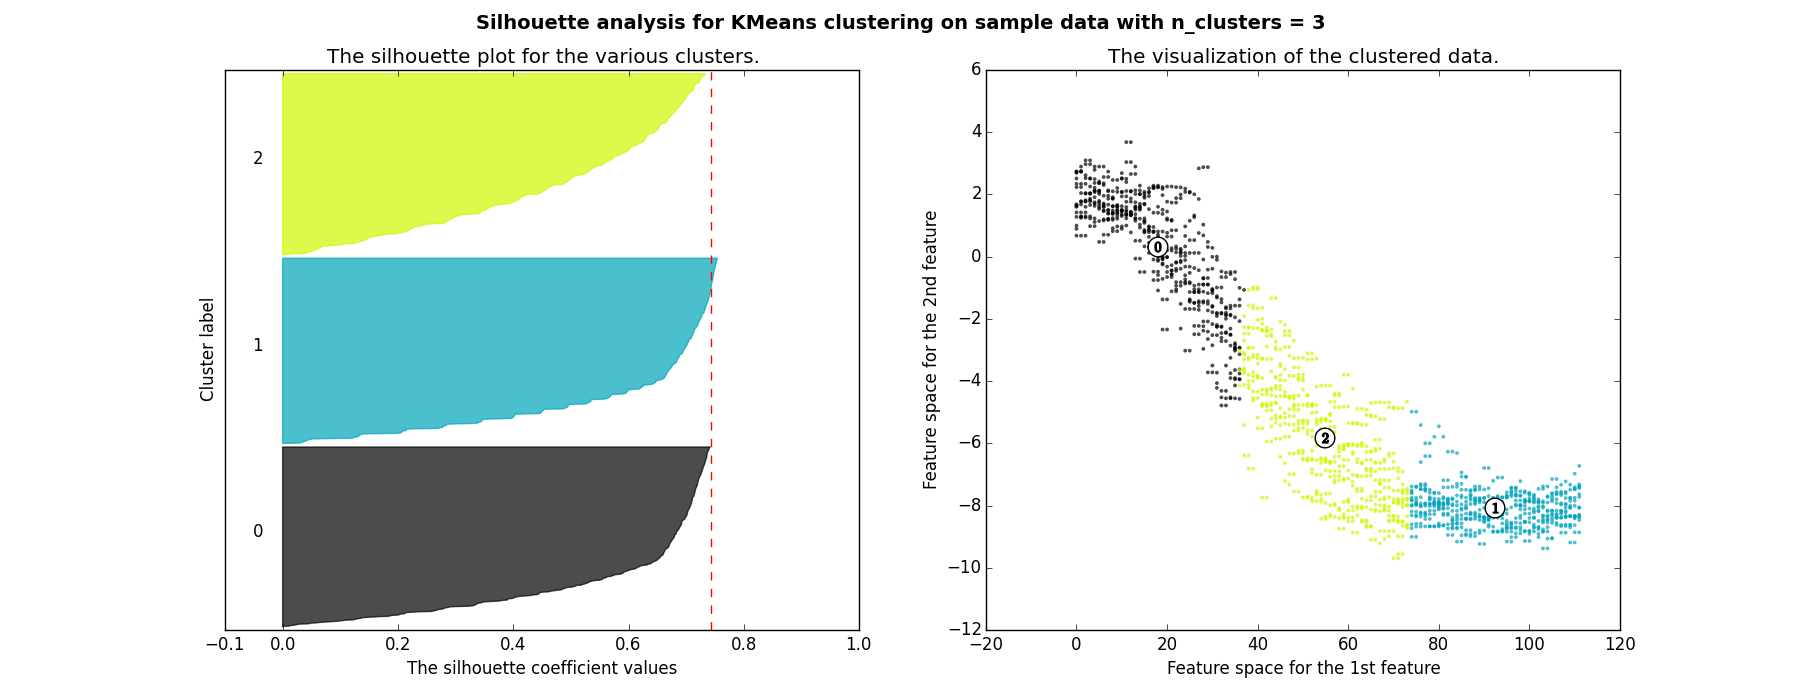 Silhouette analysis for KMeans clustering on sample data with n_clusters = 3
The silhouette plot for the various clusters.
2
1
0
Cluster label
−0.1 0.0 0.2 0.4 0.6 0.8 1.0
The silhouette coefficient values
The visualization of the clustered data.
6
4
2
0
−2
−4
−6
−8
−10
−12
Feature space for the 2nd feature
0
2
1
−20 0 20 40 60 80 100 120
Feature space for the 1st feature